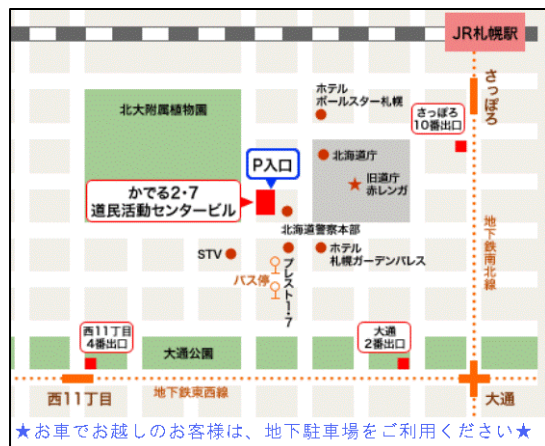 JR札幌駅
さっぽろ
ホテル
ポールスター札幌
北大附属植物園
さっぽろ
10番出口
P入口
北海道庁
旧道庁
赤レンガ
かでる2・7
道民活動センタービル
北海道警察本部
地下鉄南北線
STV
ホテル
札幌ガーデンパレス
プレスト1・7
バス停
西11丁目
4番出口
大通公園
大通
2番出口
地下鉄東西線
西11丁目
大通
★お車でお越しのお客様は、地下駐車場をご利用ください★